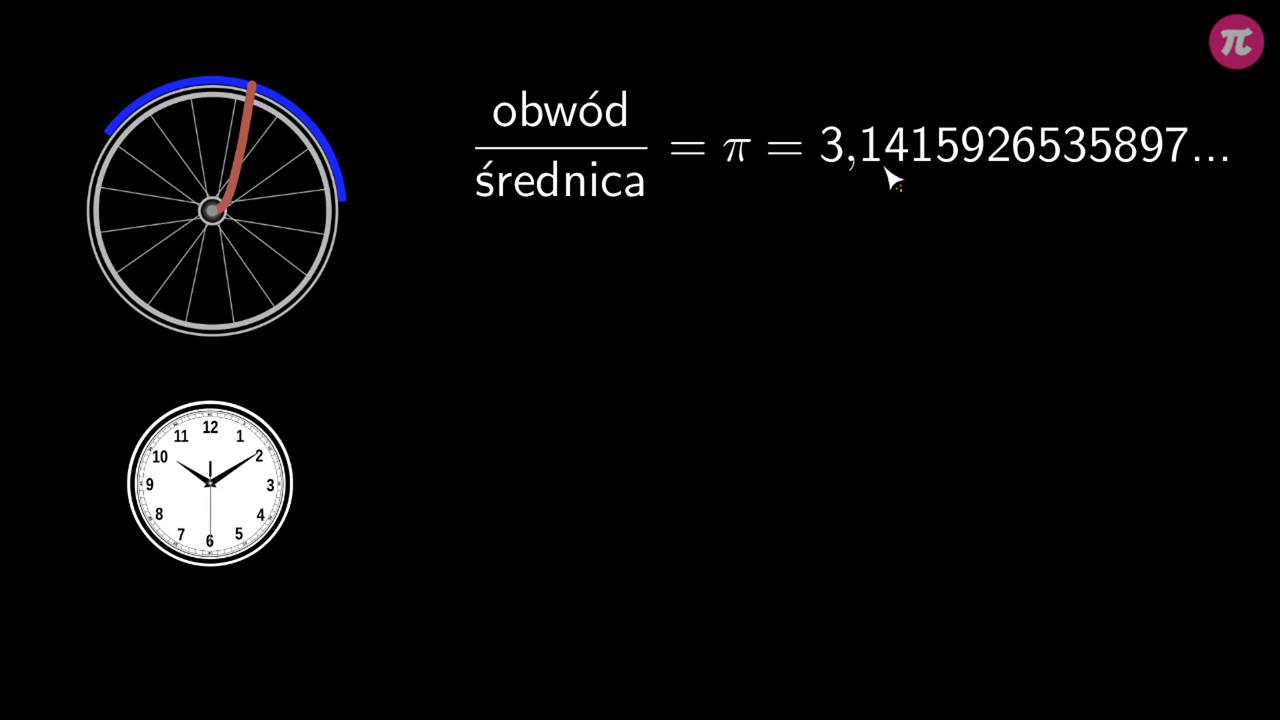 π
obwód
średnica
= π = 3,1415926535897...
12
11 1
10 2
9 3
8 4
7 5
6